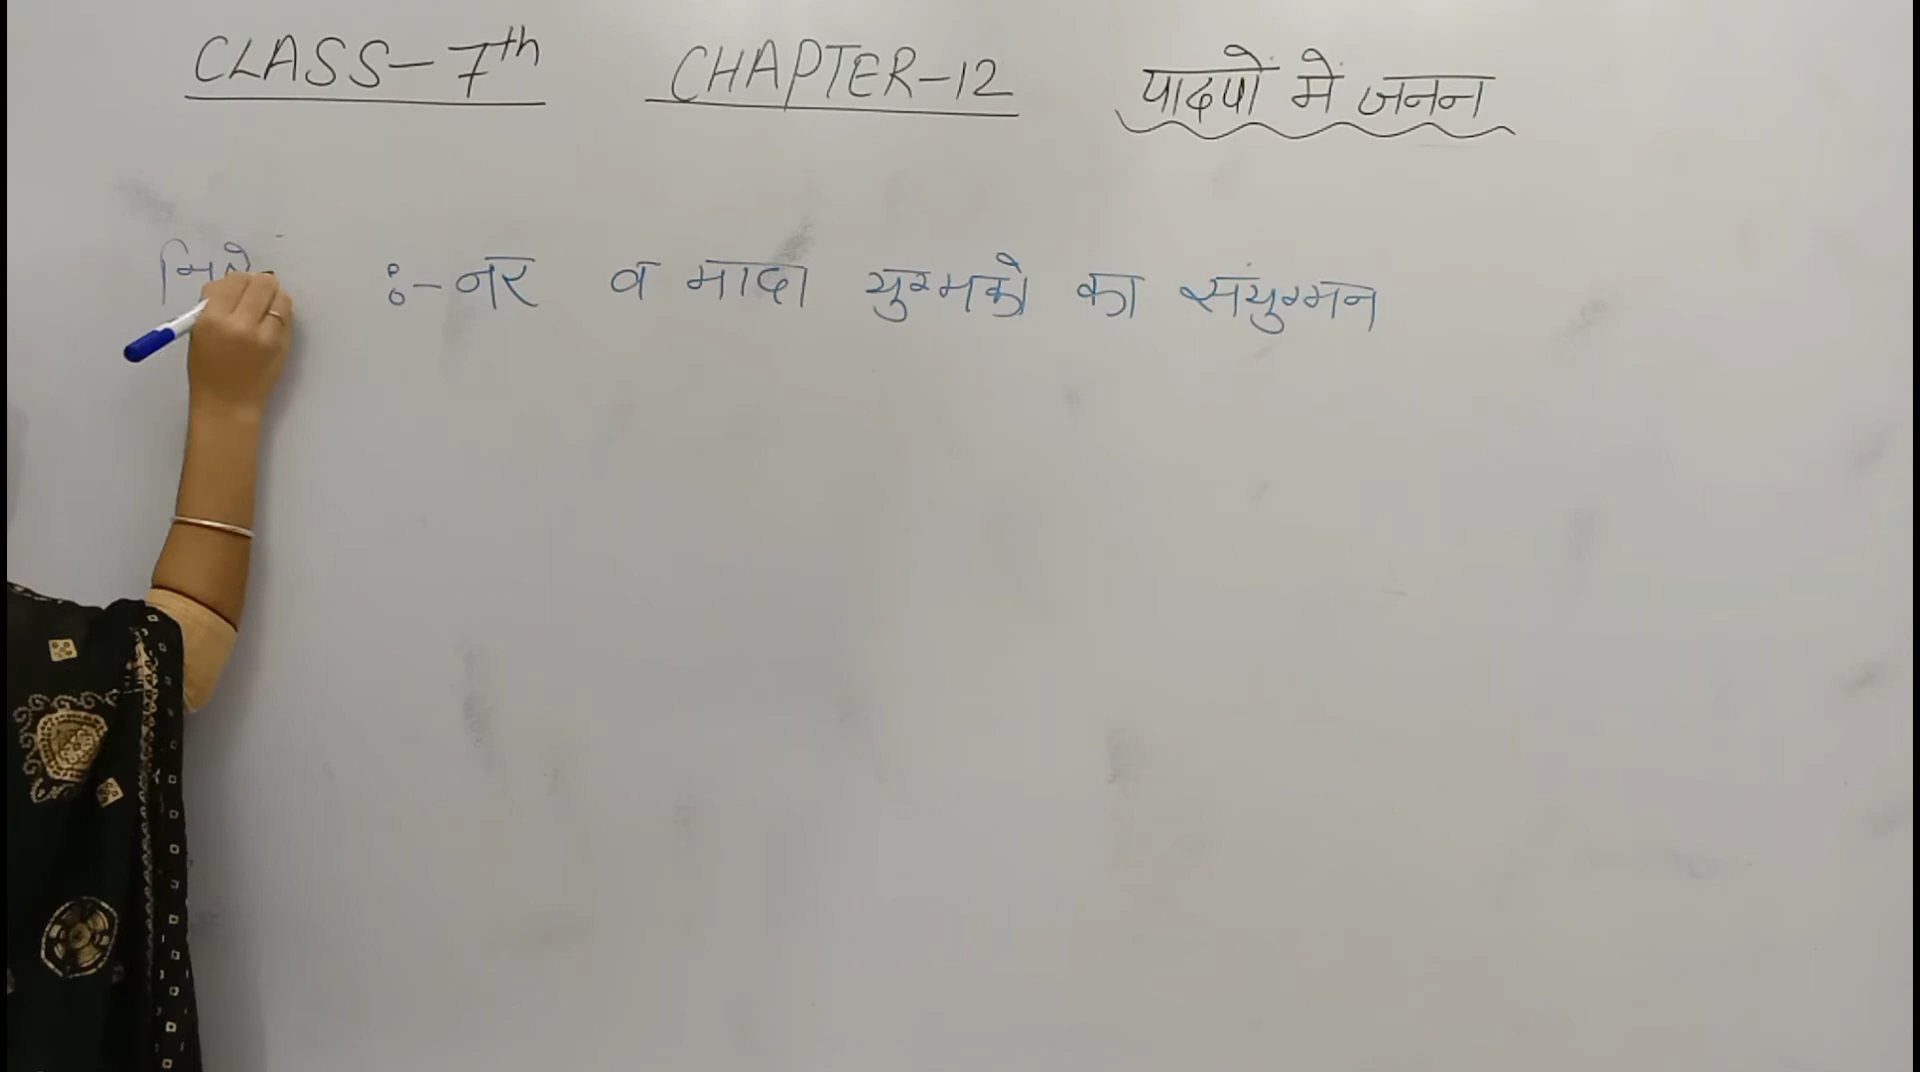 CLASS-7th CHAPTER-12 पादपों में जनन
:- नर व मादा युग्मको का संयुग्मन